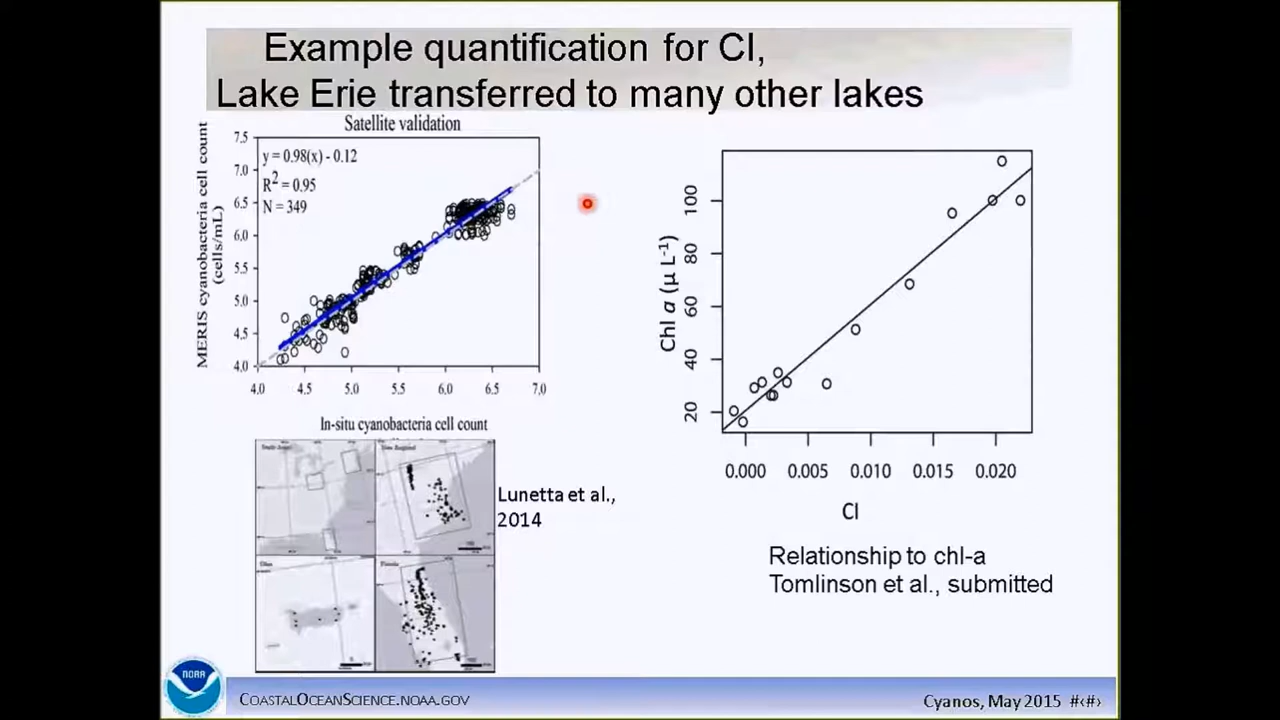 Example quantification for CI,
Lake Erie transferred to many other lakes
Satellite validation
MERIS cyanobacteria cell count
(cells/mL)
7.5
7.0
6.5
6.0
5.5
5.0
4.5
4.0
y = 0.98(x) - 0.12
R2 = 0.95
N = 349
4.0 4.5 5.0 5.5 6.0 6.5 7.0
In-situ cyanobacteria cell count
New England
Ohio
Florida
Lunetta et al.,
2014
Chl a (µ L-1)
100
80
60
40
20
0.000 0.005 0.010 0.015 0.020
CI
Relationship to chl-a
Tomlinson et al., submitted
NOAA
COASTALOCEANSCIENCE.NOAA.GOV
Cyanos, May 2015 #‹#›